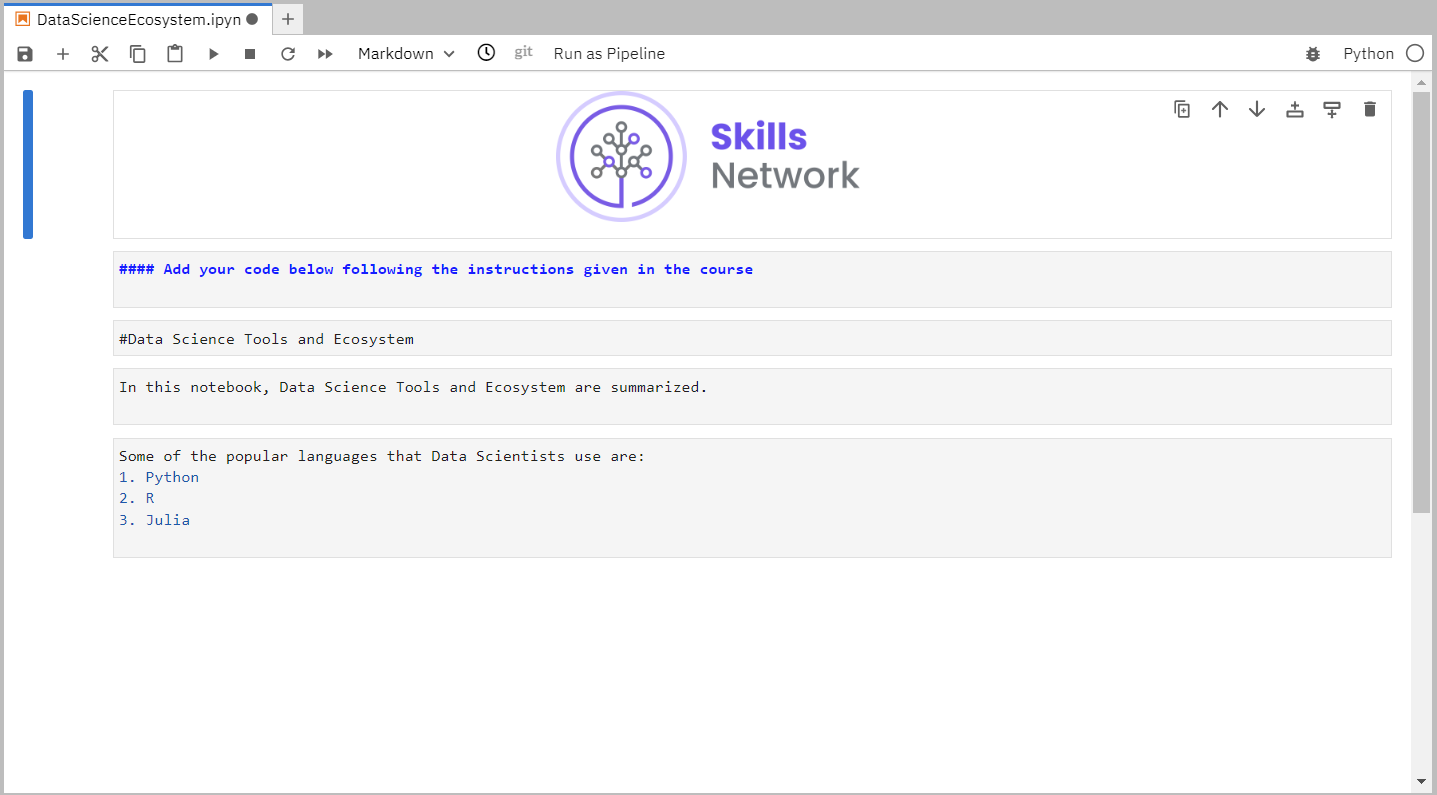 DataScienceEcosystem.ipyn
Markdown
git
Run as Pipeline
Python
Skills
Network
#### Add your code below following the instructions given in the course
#Data Science Tools and Ecosystem
In this notebook, Data Science Tools and Ecosystem are summarized.
Some of the popular languages that Data Scientists use are:
1. Python
2. R
3. Julia